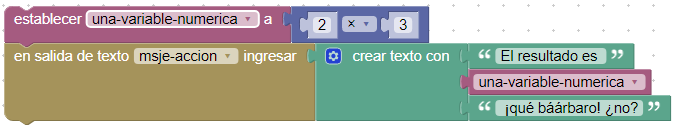 establecer una-variable-numerica a 2 × 3
en salida de texto msje-accion ingresar crear texto con “ El resultado es ”
una-variable-numerica
“ ¡qué báárbaro! ¿no? ”